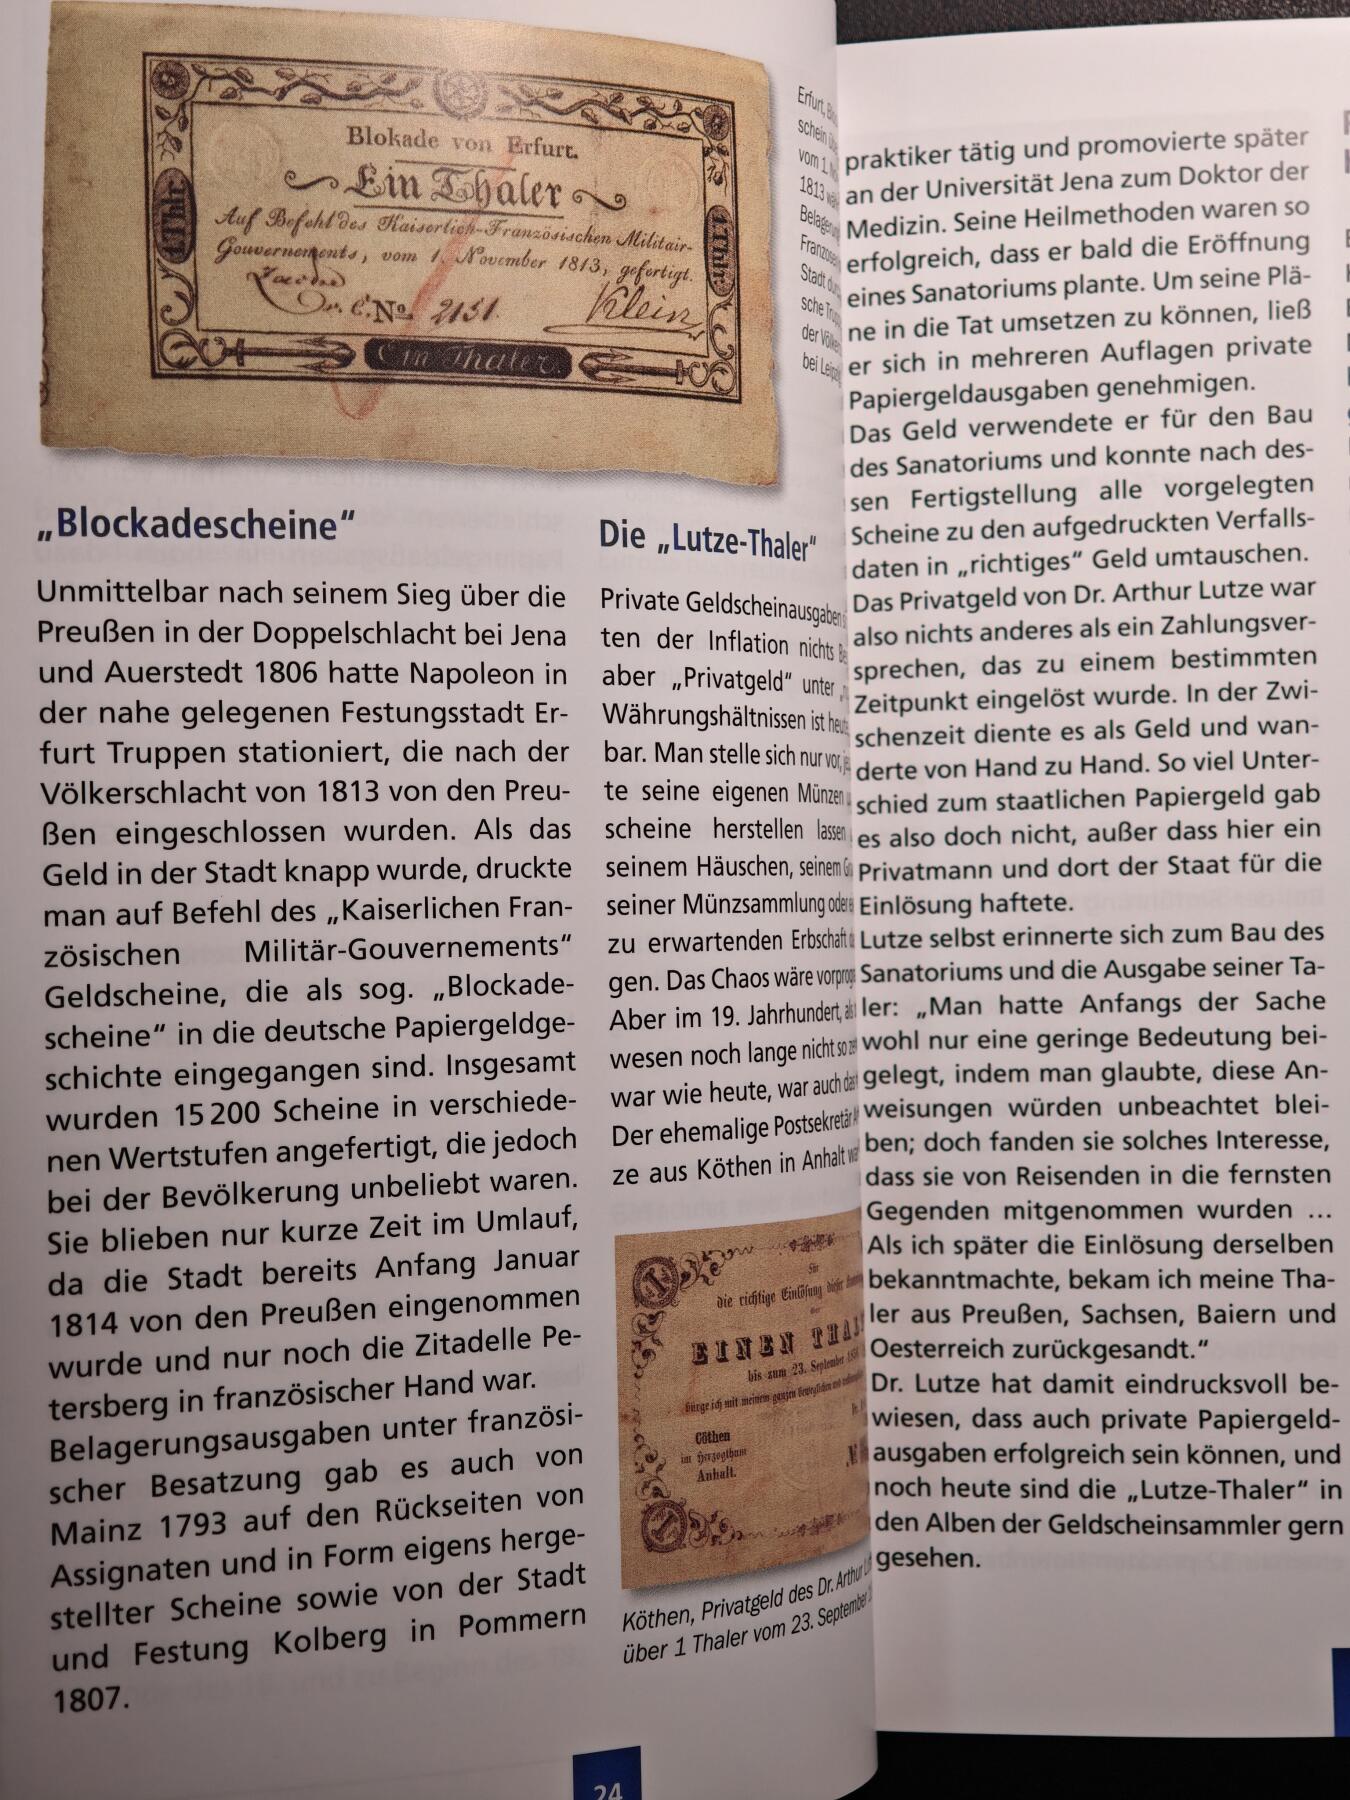 Blokade von Erfurt.
Ein Thaler
Auf Befehl des Kaiserlich-Französischen Militair-
Gouvernements, vom 1. November 1813, gefertigt.
No. 2151.
Klein
1 Thlr.
1 Thlr.
Ein Thaler.
Erfurt,
schein
vom 1.
1813
Belagerung
Stadt
bei
„Blockadescheine“
Unmittelbar nach seinem Sieg über die
Preußen in der Doppelschlacht bei Jena
und Auerstedt 1806 hatte Napoleon in
der nahe gelegenen Festungsstadt Er-
furt Truppen stationiert, die nach der
Völkerschlacht von 1813 von den Preu-
ßen eingeschlossen wurden. Als das
Geld in der Stadt knapp wurde, druckte
man auf Befehl des „Kaiserlichen Fran-
zösischen Militär-Gouvernements“
Geldscheine, die als sog. „Blockade-
scheine“ in die deutsche Papiergeldge-
schichte eingegangen sind. Insgesamt
wurden 15 200 Scheine in verschiede-
nen Wertstufen angefertigt, die jedoch
bei der Bevölkerung unbeliebt waren.
Sie blieben nur kurze Zeit im Umlauf,
da die Stadt bereits Anfang Januar
1814 von den Preußen eingenommen
wurde und nur noch die Zitadelle Pe-
tersberg in französischer Hand war.
Belagerungsausgaben unter französi-
scher Besatzung gab es auch von
Mainz 1793 auf den Rückseiten von
Assignaten und in Form eigens herge-
stellter Scheine sowie von der Stadt
und Festung Kolberg in Pommern
1807.
Die „Lutze-Thaler“
Private Geldscheinausgaben
ten der Inflation nichts
aber „Privatgeld“ unter
Währungshältnissen ist
bar. Man stelle sich nur vor,
te seine eigenen Münzen
scheine herstellen lassen
seinem Häuschen, seinem
seiner Münzsammlung oder
zu erwartenden Erbschaft
gen. Das Chaos wäre
Aber im 19. Jahrhundert,
wesen noch lange nicht so
war wie heute, war auch
Der ehemalige Postsekretär
ze aus Köthen in Anhalt
Für
die richtige Einlösung dieser
EINEN
bis zum 23. September
bürge ich mit meinem ganzen beweglichen und
Cöthen
im Herzogthum
Anhalt.
Köthen, Privatgeld des Dr. Arthur
über 1 Thaler vom 23. September
24
praktiker tätig und promovierte später
an der Universität Jena zum Doktor der
Medizin. Seine Heilmethoden waren so
erfolgreich, dass er bald die Eröffnung
eines Sanatoriums plante. Um seine Plä-
ne in die Tat umsetzen zu können, ließ
er sich in mehreren Auflagen private
Papiergeldausgaben genehmigen.
Das Geld verwendete er für den Bau
des Sanatoriums und konnte nach des-
sen Fertigstellung alle vorgelegten
Scheine zu den aufgedruckten Verfalls-
daten in „richtiges“ Geld umtauschen.
Das Privatgeld von Dr. Arthur Lutze war
also nichts anderes als ein Zahlungsver-
sprechen, das zu einem bestimmten
Zeitpunkt eingelöst wurde. In der Zwi-
schenzeit diente es als Geld und wan-
derte von Hand zu Hand. So viel Unter-
schied zum staatlichen Papiergeld gab
es also doch nicht, außer dass hier ein
Privatmann und dort der Staat für die
Einlösung haftete.
Lutze selbst erinnerte sich zum Bau des
Sanatoriums und die Ausgabe seiner Ta-
ler: „Man hatte Anfangs der Sache
wohl nur eine geringe Bedeutung bei-
gelegt, indem man glaubte, diese An-
weisungen würden unbeachtet blei-
ben; doch fanden sie solches Interesse,
dass sie von Reisenden in die fernsten
Gegenden mitgenommen wurden ...
Als ich später die Einlösung derselben
bekanntmachte, bekam ich meine Tha-
ler aus Preußen, Sachsen, Baiern und
Oesterreich zurückgesandt.“
Dr. Lutze hat damit eindrucksvoll be-
wiesen, dass auch private Papiergeld-
ausgaben erfolgreich sein können, und
noch heute sind die „Lutze-Thaler“ in
den Alben der Geldscheinsammler gern
gesehen.